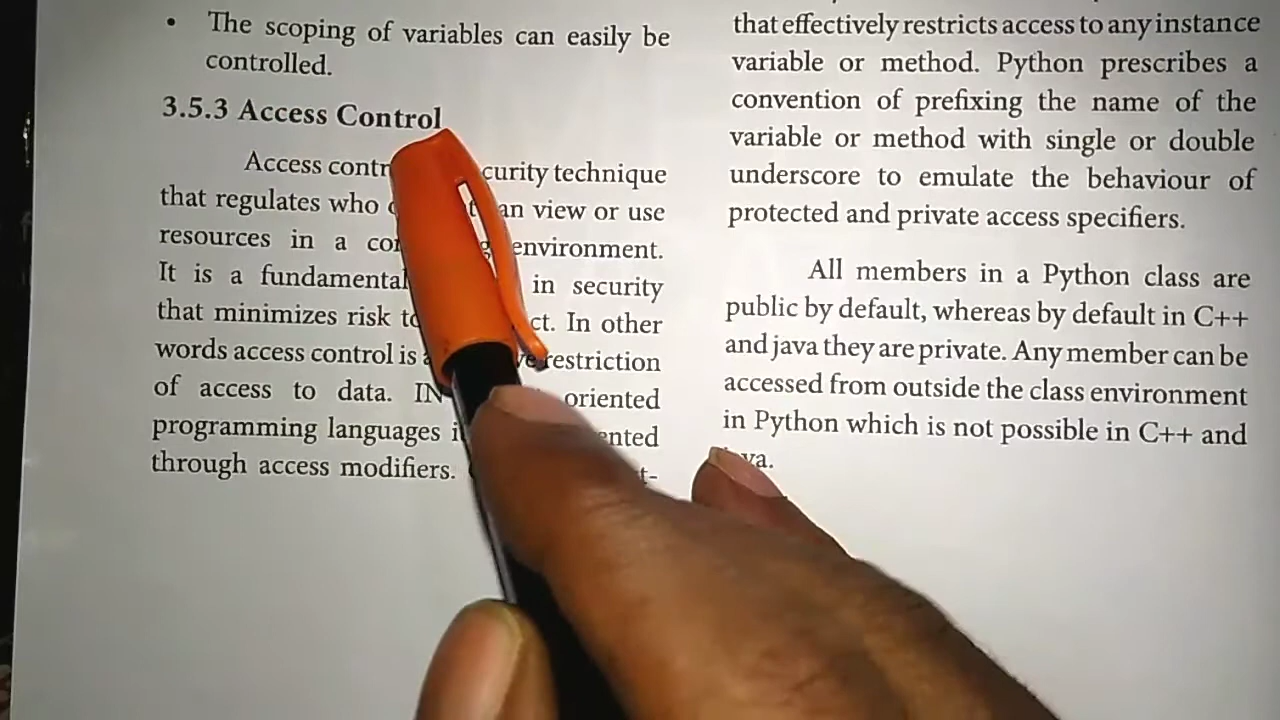 • The scoping of variables can easily be
controlled.
3.5.3 Access Control
Access curity technique
that regulates who an view or use
resources in a environment.
It is a fundamental in security
that minimizes risk ct. In other
words access control is restriction
of access to data. IN oriented
programming languages
through access modifiers.
that effectively restricts access to any instance
variable or method. Python prescribes a
convention of prefixing the name of the
variable or method with single or double
underscore to emulate the behaviour of
protected and private access specifiers.
All members in a Python class are
public by default, whereas by default in C++
and java they are private. Any member can be
accessed from outside the class environment
in Python which is not possible in C++ and